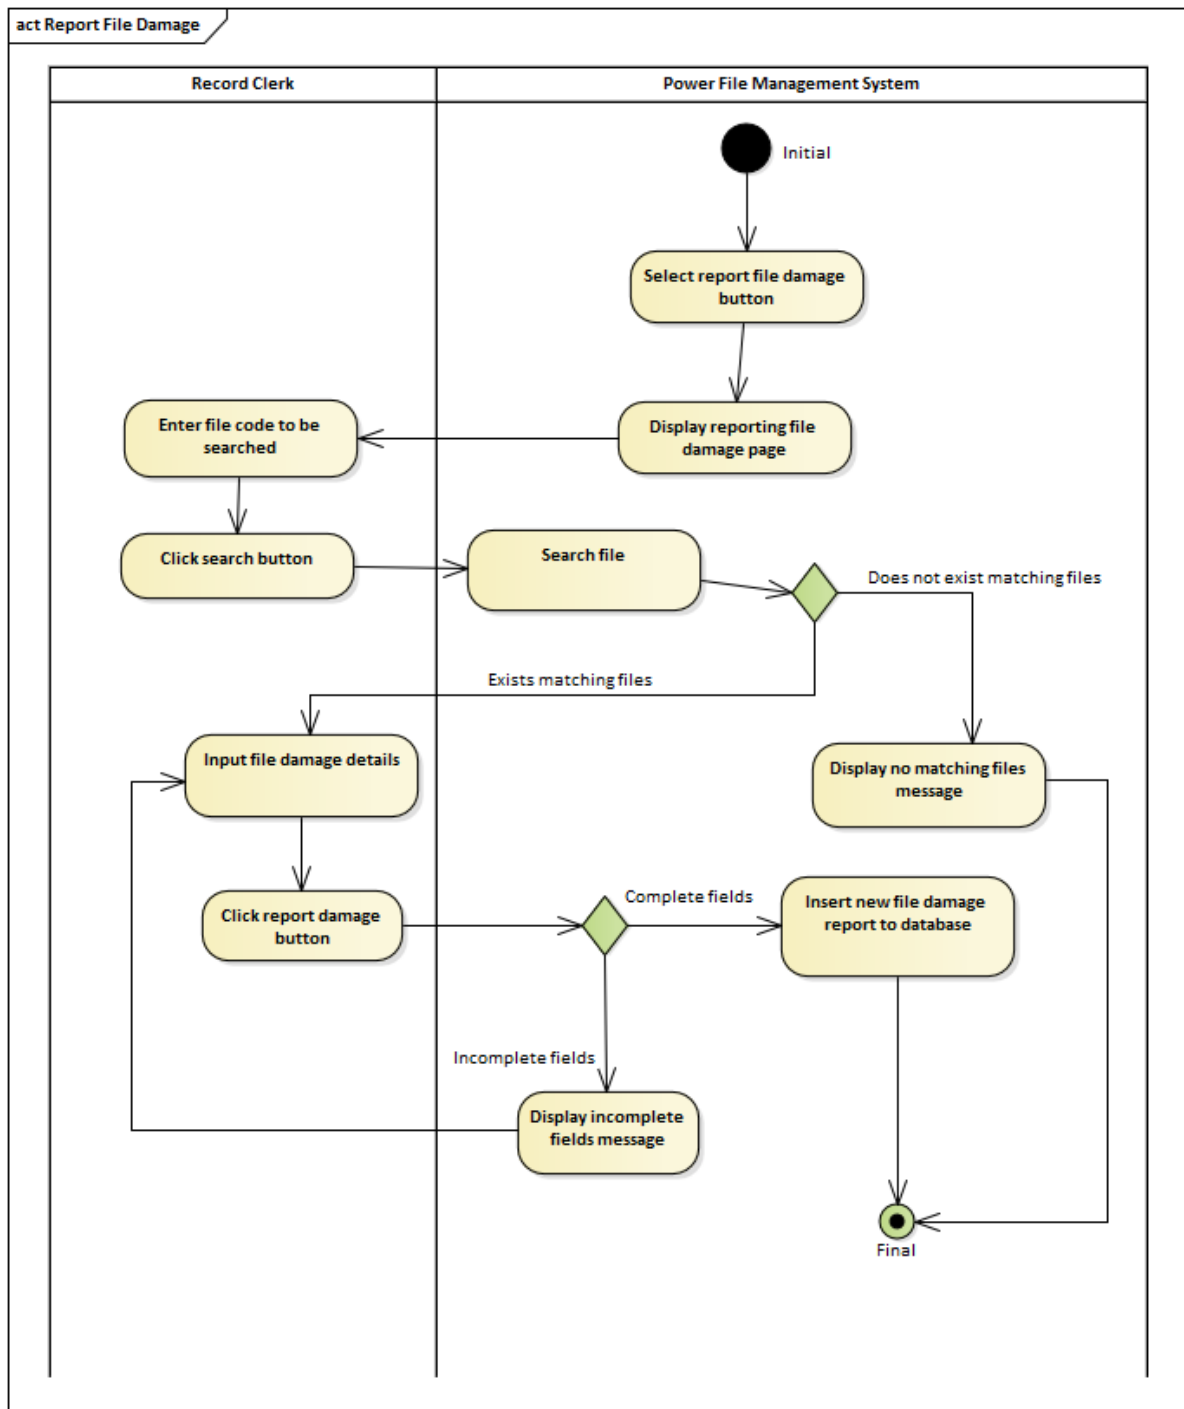 act Report File Damage
Record Clerk
Power File Management System
Initial
Select report file damage
button
Enter file code to be
searched
Display reporting file
damage page
Click search button
Search file
Does not exist matching files
Exists matching files
Input file damage details
Display no matching files
message
Click report damage
button
Complete fields
Insert new file damage
report to database
Incomplete fields
Display incomplete
fields message
Final